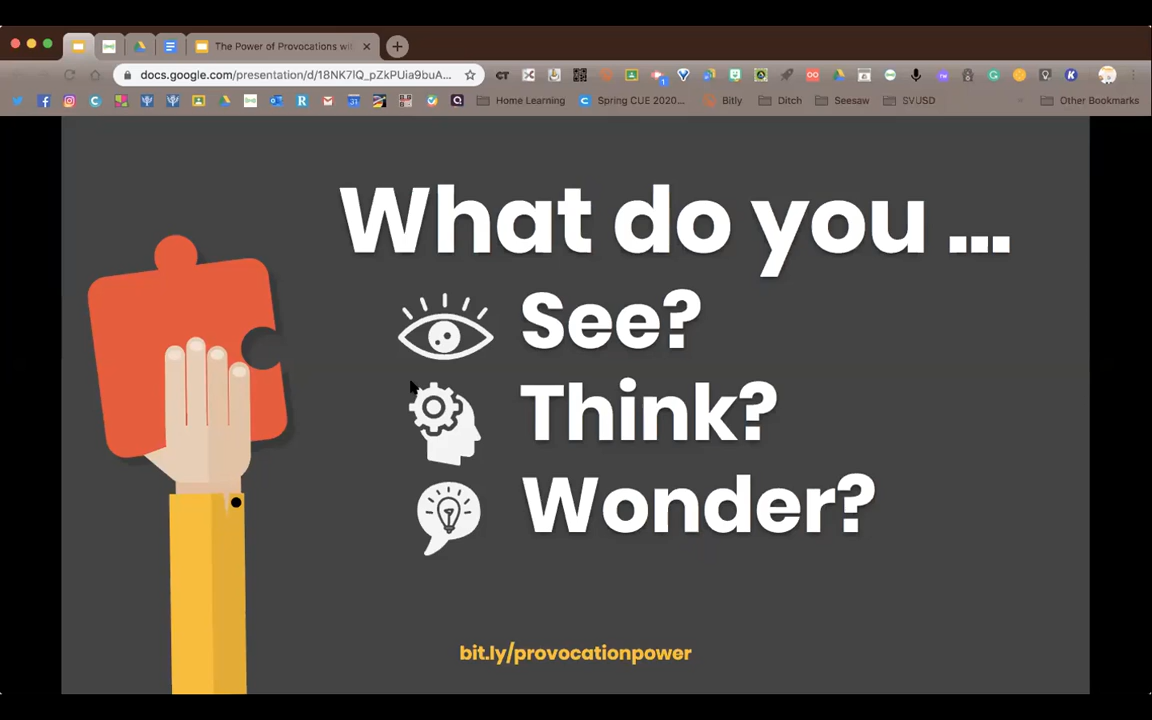 The Power of Provocations wit
docs.google.com/presentation/d/18NK7IQ_pZkPUia9buA...
Home Learning
Spring CUE 2020...
Bitly
Ditch
Seesaw
SVUSD
Other Bookmarks
What do you ...
See?
Think?
Wonder?
bit.ly/provocationpower